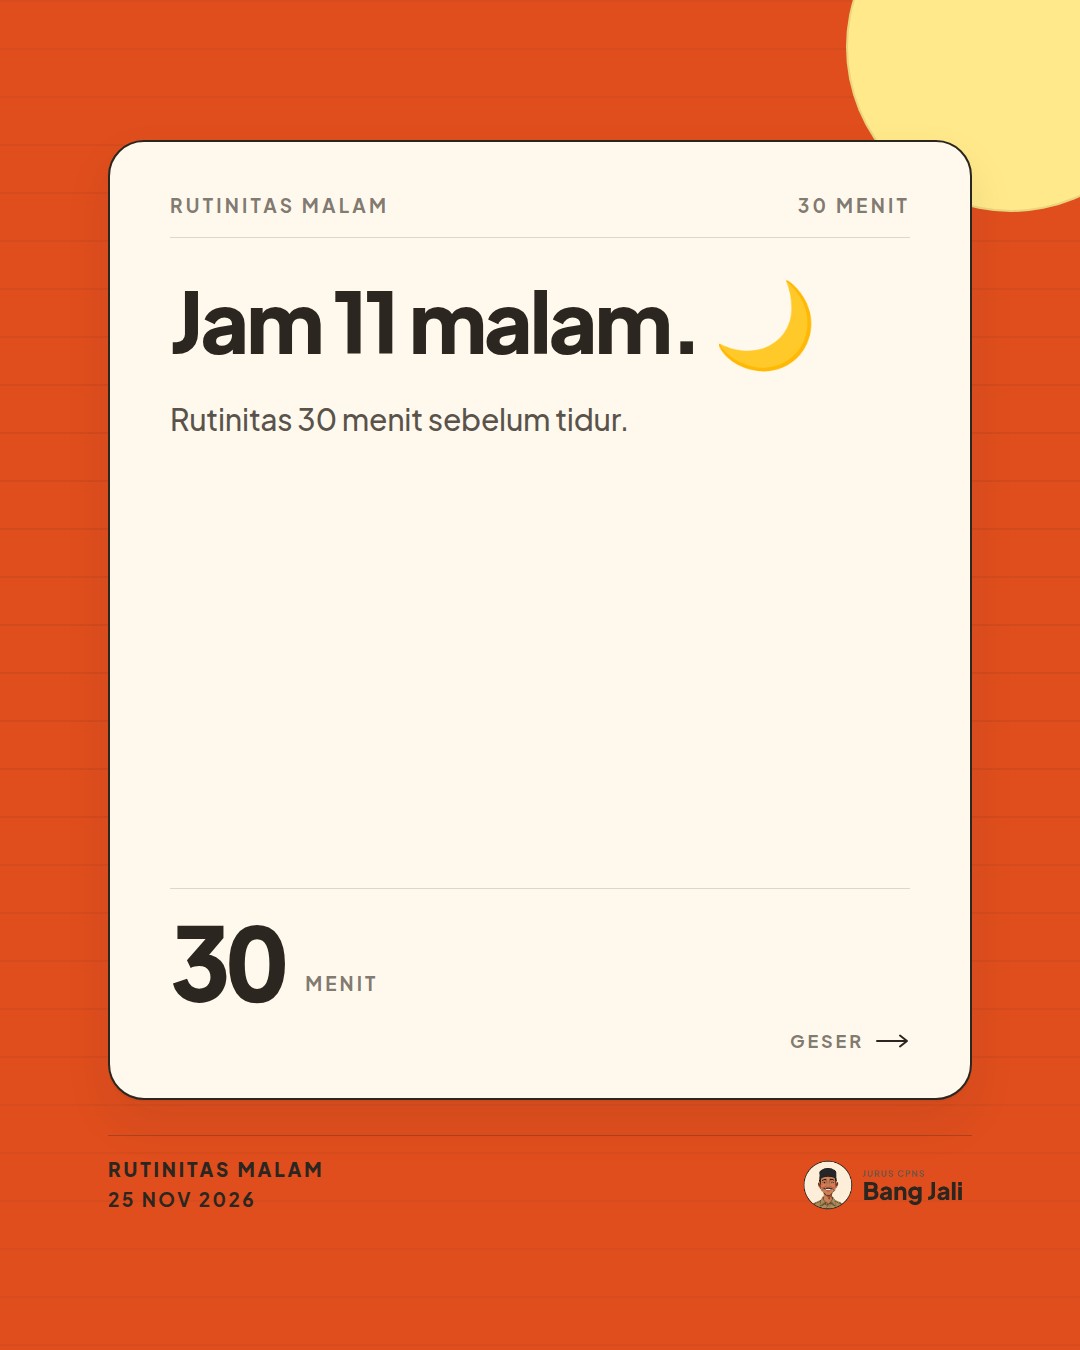 RUTINITAS MALAM
30 MENIT
Jam 11 malam. 🌙
Rutinitas 30 menit sebelum tidur.
30 MENIT
GESER →
RUTINITAS MALAM
25 NOV 2026
JURUS CPNS
Bang Jali